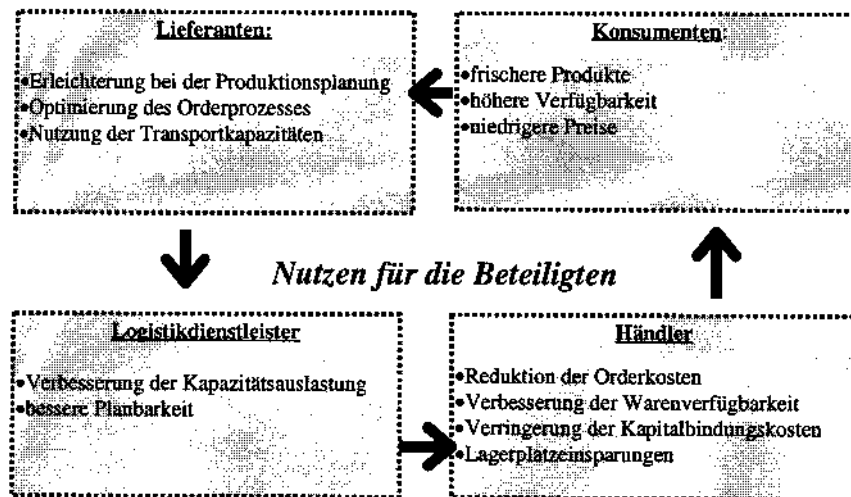 Lieferanten:
•Erleichterung bei der Produktionsplanung
•Optimierung des Orderprozesses
•Nutzung der Transportkapazitäten
Konsumenten:
•frischere Produkte
•höhere Verfügbarkeit
•niedrigere Preise
Nutzen für die Beteiligten
Logistikdienstleister
•Verbesserung der Kapazitätsauslastung
•bessere Planbarkeit
Händler
•Reduktion der Orderkosten
•Verbesserung der Warenverfügbarkeit
•Verringerung der Kapitalbindungskosten
•Lagerplatzeinsparungen